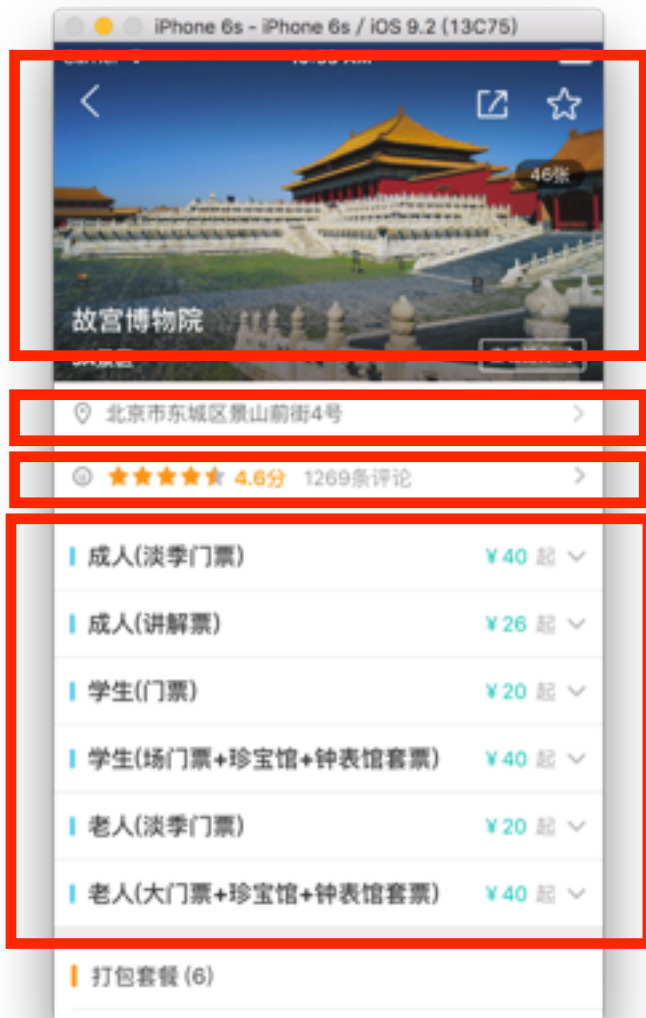 iPhone 6s - iPhone 6s / iOS 9.2 (13C75)
46张
故宫博物院
北京市东城区景山前街4号
4.6分 1269条评论
成人(淡季门票) ¥40 起
成人(讲解票) ¥26 起
学生(门票) ¥20 起
学生(场门票+珍宝馆+钟表馆套票) ¥40 起
老人(淡季门票) ¥20 起
老人(大门票+珍宝馆+钟表馆套票) ¥40 起
打包套餐(6)